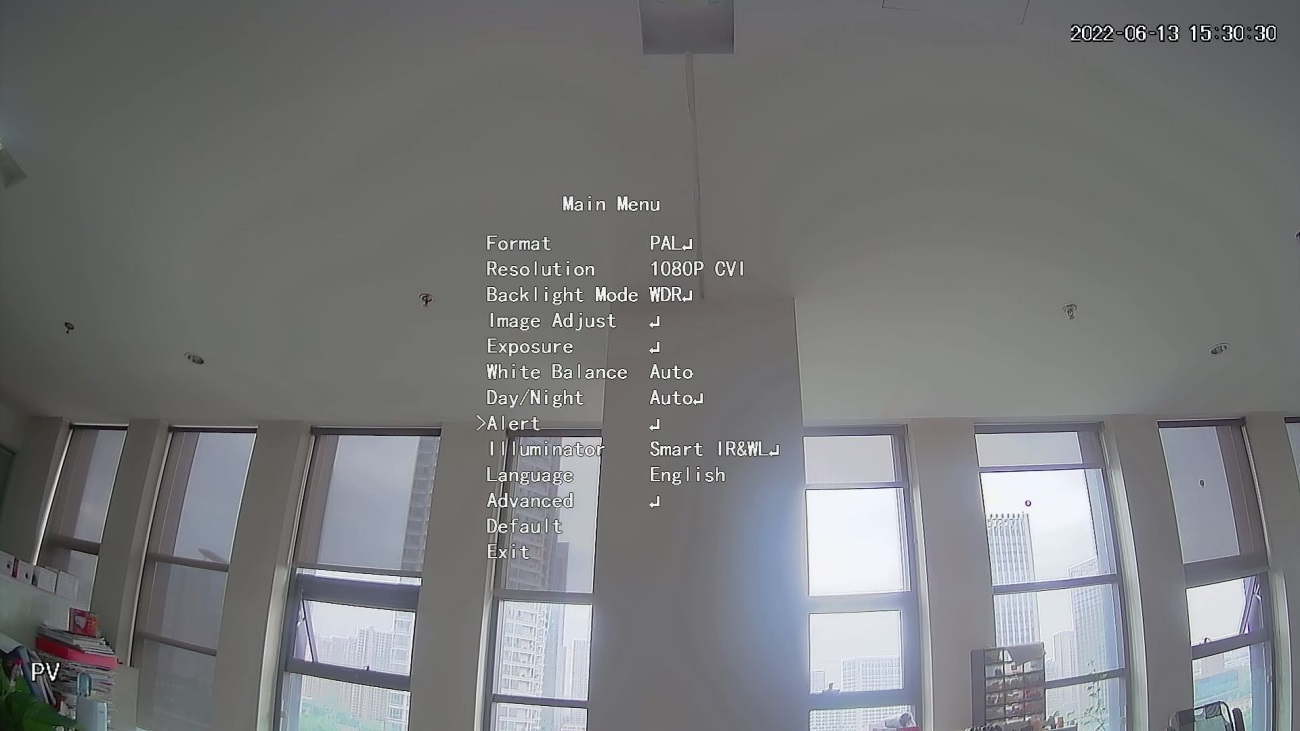 2022-06-13 15:30:30
Main Menu
Format PAL↵
Resolution 1080P CVI
Backlight Mode WDR↵
Image Adjust ↵
Exposure ↵
White Balance Auto
Day/Night Auto↵
>Alert ↵
Illuminator Smart IR&WL↵
Language English
Advanced ↵
Default
Exit
PV